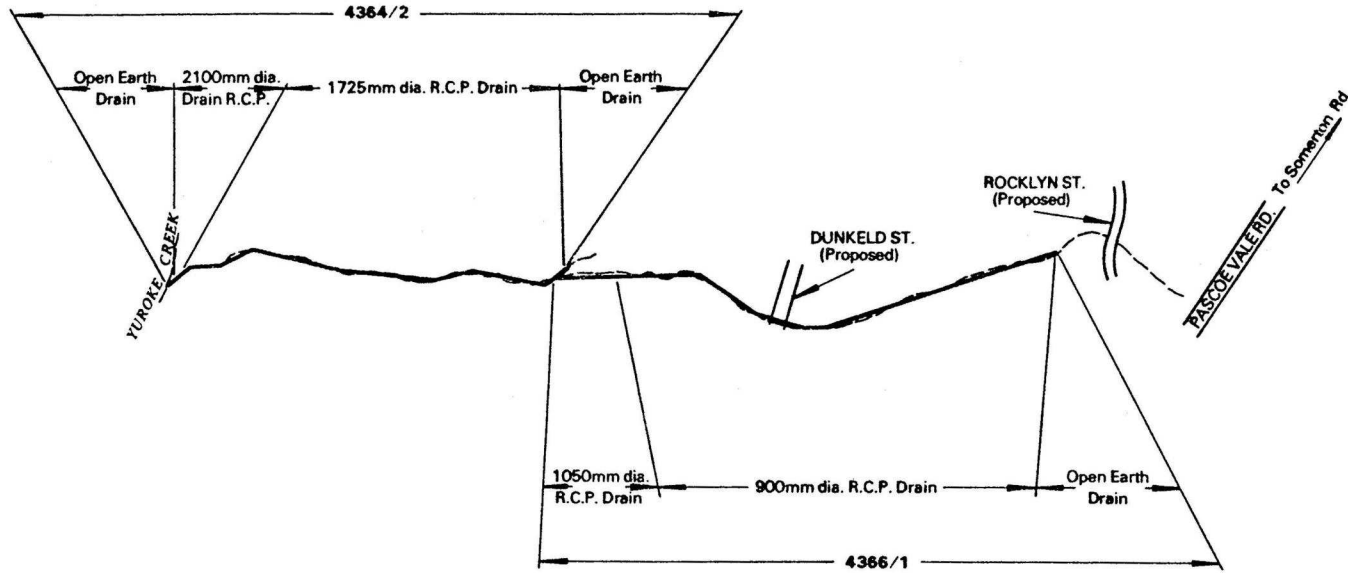 4364/2
Open Earth
Drain
2100mm dia.
Drain R.C.P.
1725mm dia. R.C.P. Drain
Open Earth
Drain
YUROKE CREEK
DUNKELD ST.
(Proposed)
ROCKLYN ST.
(Proposed)
PASCOE VALE RD.
To Somerton Rd
1050mm dia.
R.C.P. Drain
900mm dia. R.C.P. Drain
Open Earth
Drain
4366/1